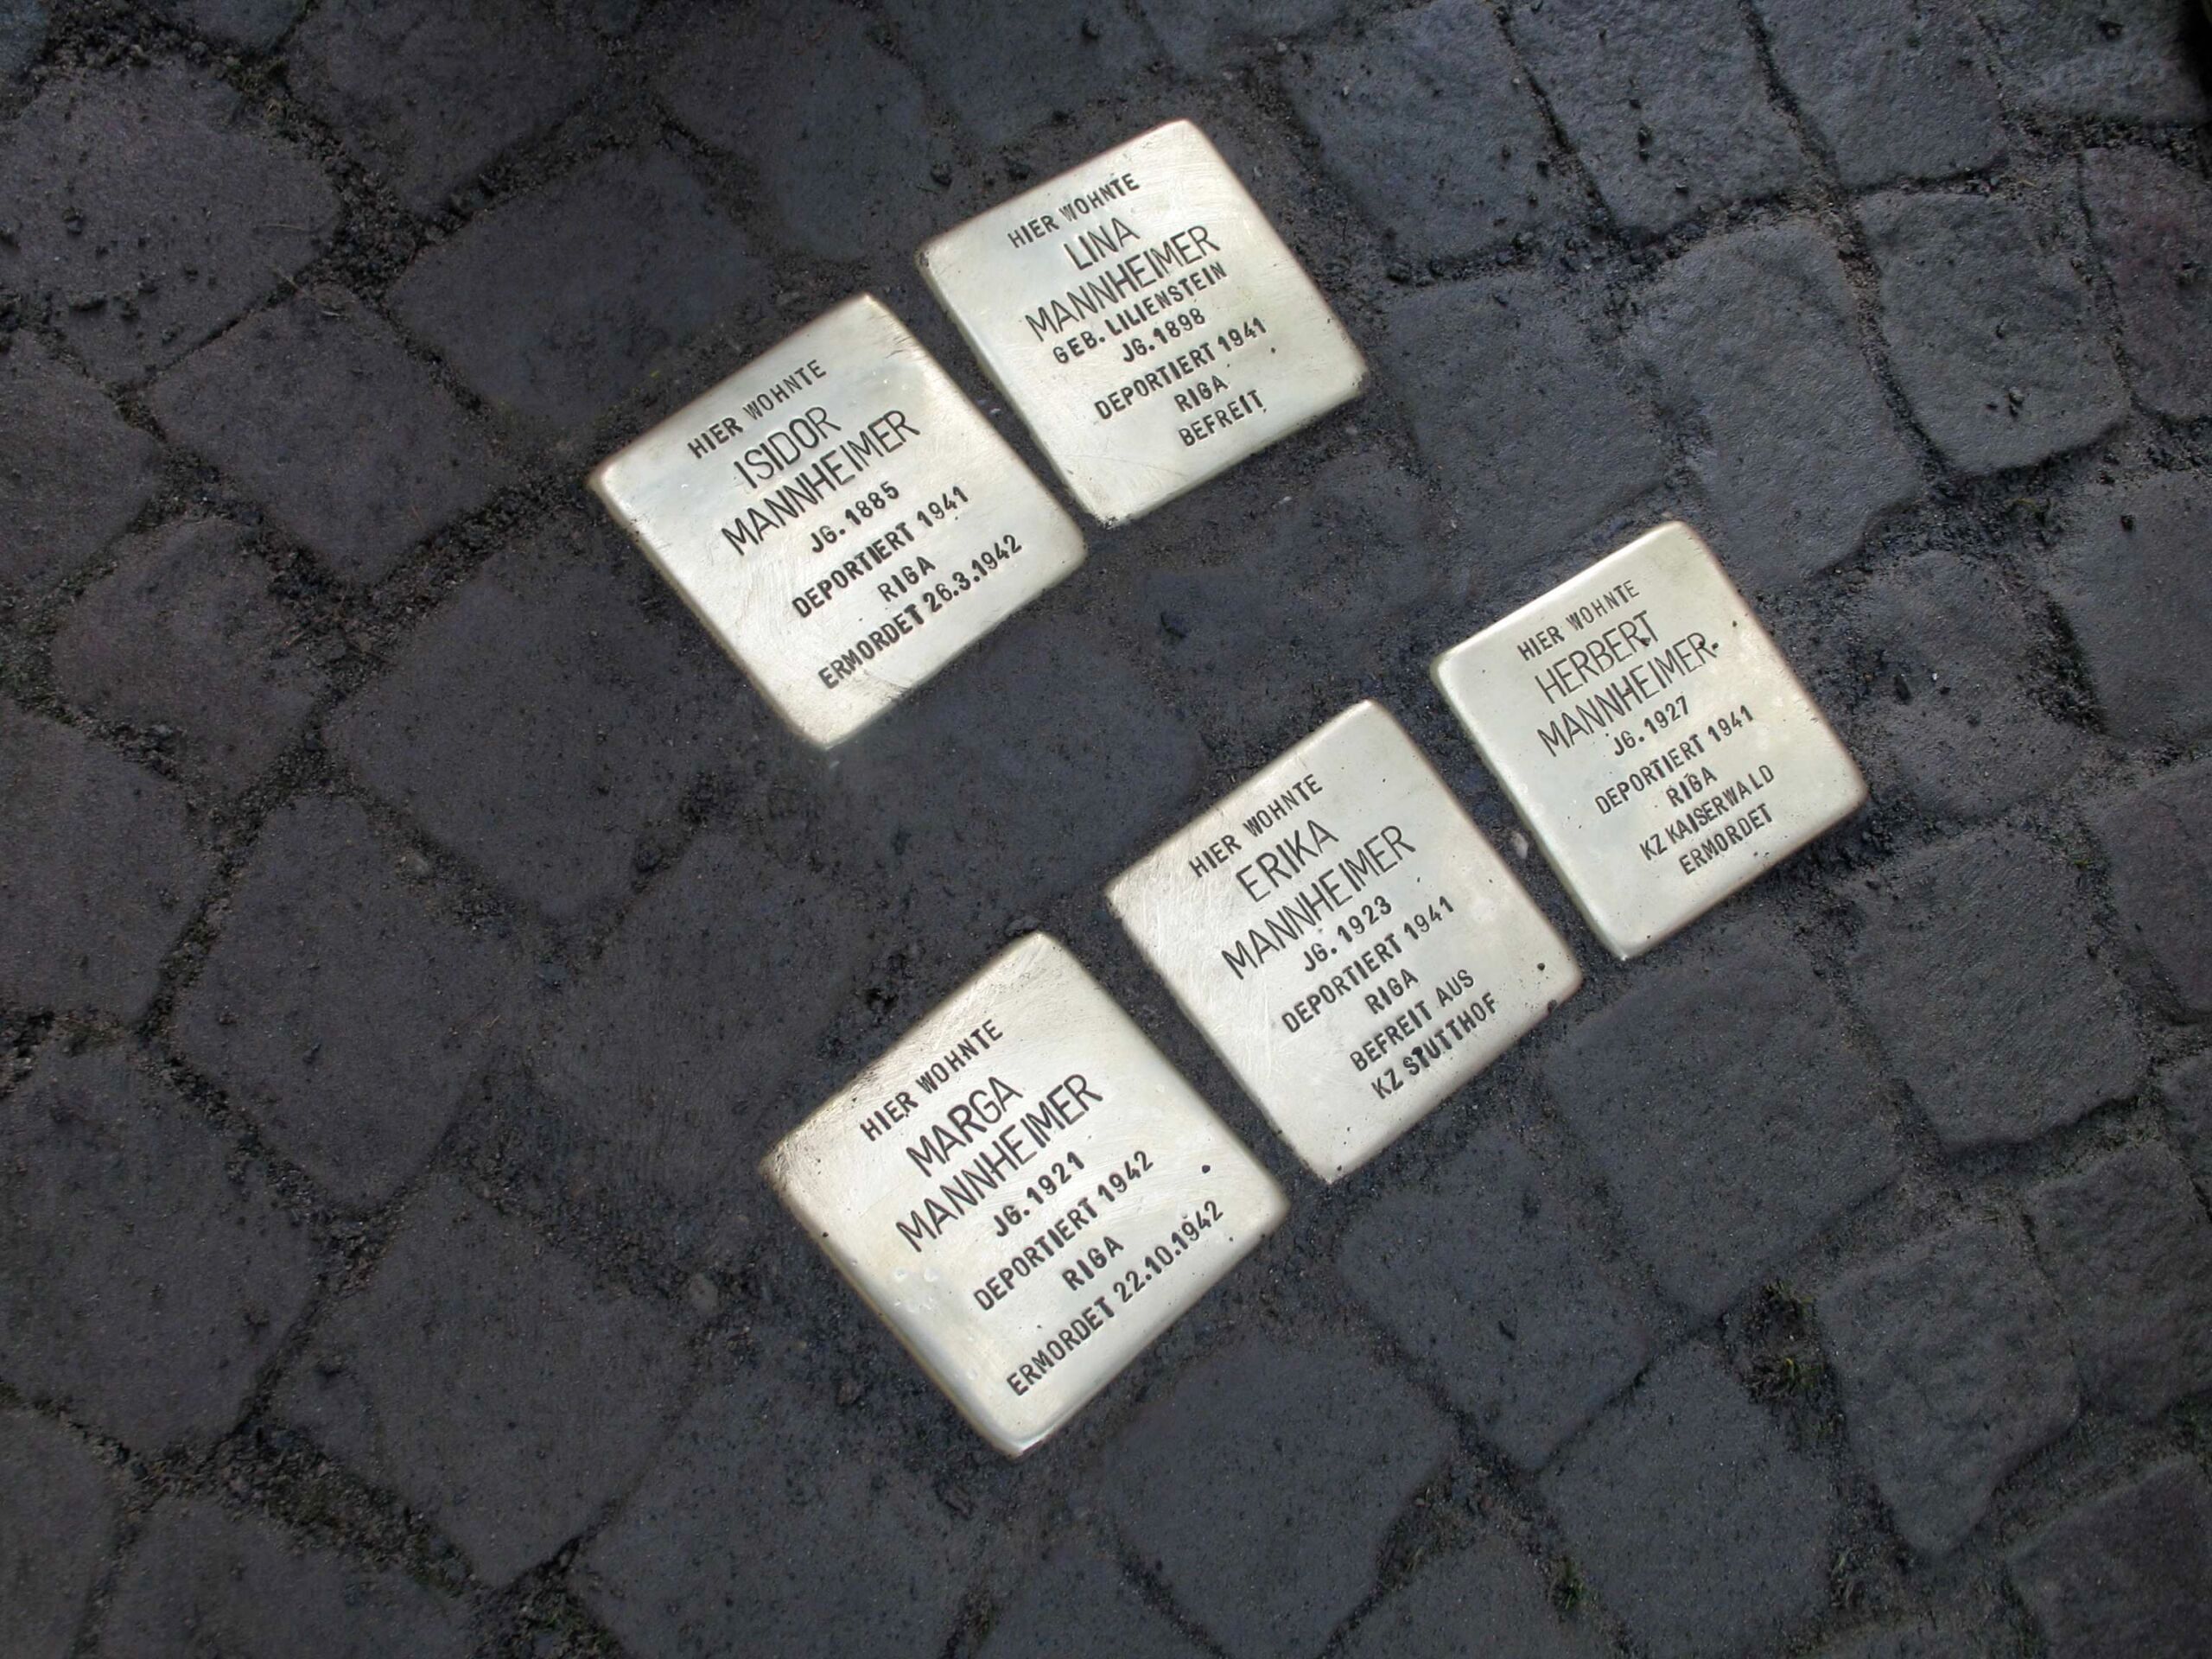 HIER WOHNTE
ISIDOR
MANNHEIMER
JG. 1885
DEPORTIERT 1941
RIGA
ERMORDET 26.3.1942
HIER WOHNTE
LINA
MANNHEIMER
GEB. LILIENSTEIN
JG. 1898
DEPORTIERT 1941
RIGA
BEFREIT
HIER WOHNTE
MARGA
MANNHEIMER
JG. 1921
DEPORTIERT 1942
RIGA
ERMORDET 22.10.1942
HIER WOHNTE
ERIKA
MANNHEIMER
JG. 1923
DEPORTIERT 1941
RIGA
BEFREIT AUS
KZ STUTTHOF
HIER WOHNTE
HERBERT
MANNHEIMER
JG. 1927
DEPORTIERT 1941
RIGA
KZ KAISERWALD
ERMORDET